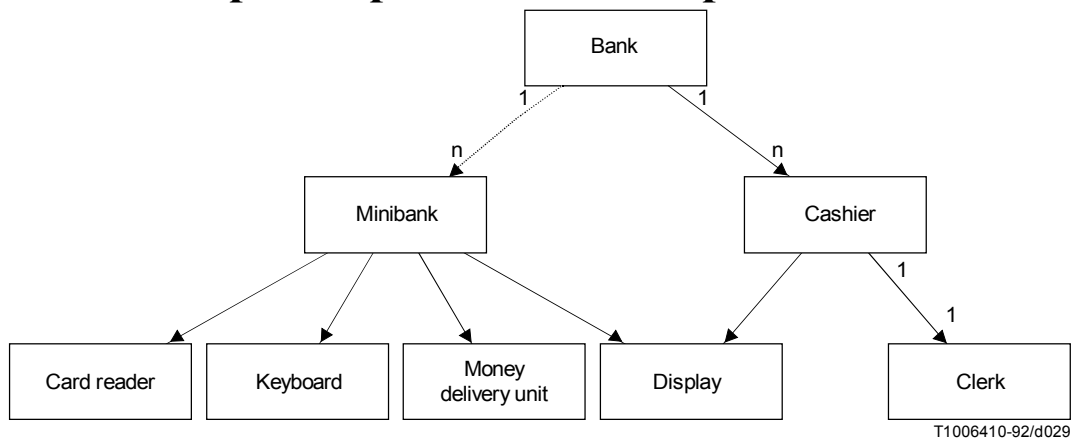 Bank
1
1
n
n
Minibank
Cashier
1
1
Card reader
Keyboard
Money
delivery unit
Display
Clerk
T1006410-92/d029